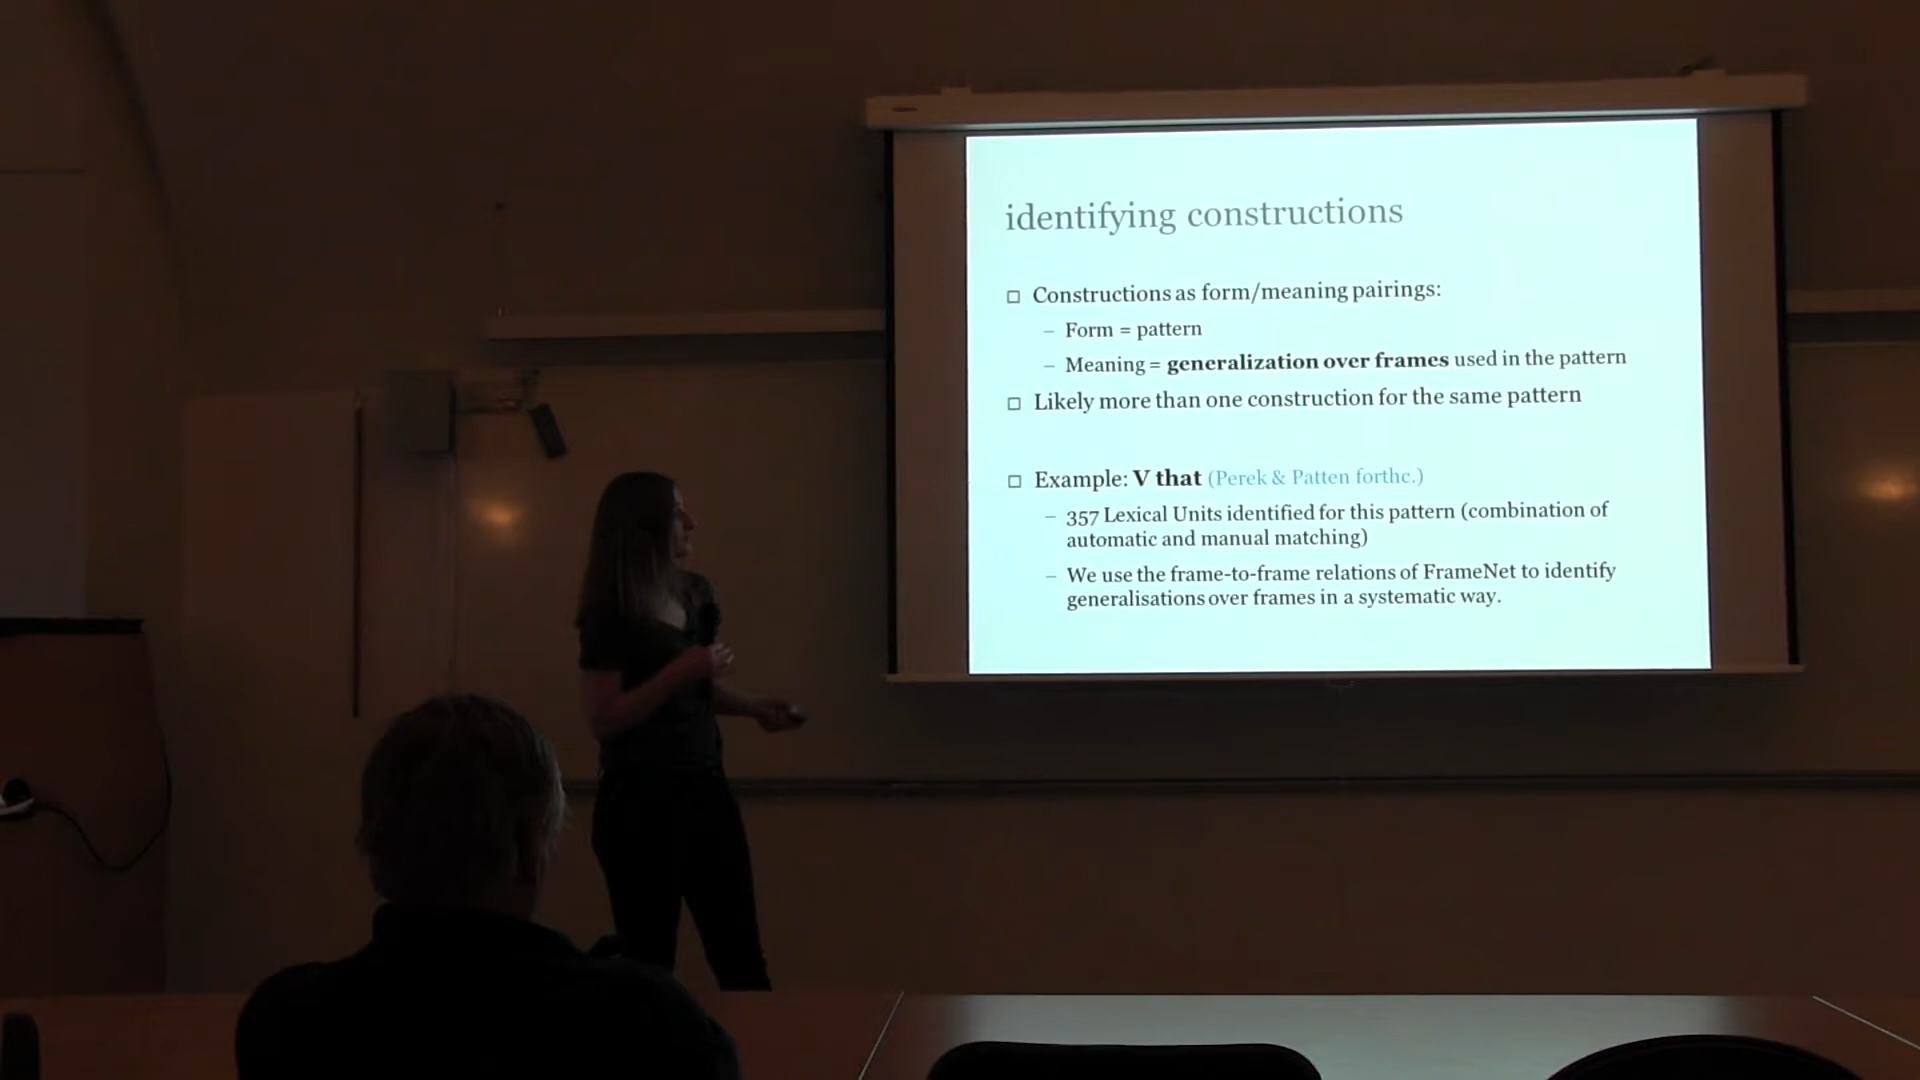 identifying constructions
□ Constructions as form/meaning pairings:
– Form = pattern
– Meaning = generalization over frames used in the pattern
□ Likely more than one construction for the same pattern
□ Example: V that (Perek & Patten forthc.)
– 357 Lexical Units identified for this pattern (combination of
automatic and manual matching)
– We use the frame-to-frame relations of FrameNet to identify
generalisations over frames in a systematic way.